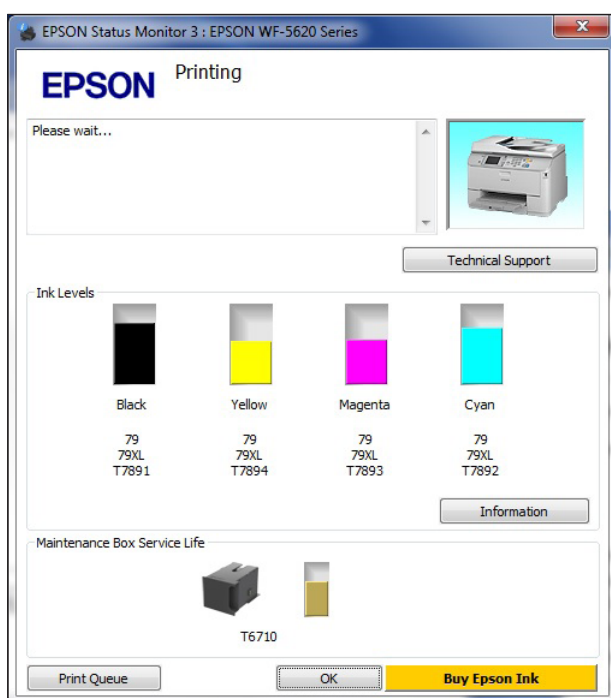 EPSON Status Monitor 3 : EPSON WF-5620 Series
EPSON
Printing
Please wait...
Technical Support
Ink Levels
Black Yellow Magenta Cyan
79 79 79 79
79XL 79XL 79XL 79XL
T7891 T7894 T7893 T7892
Information
Maintenance Box Service Life
T6710
Print Queue OK Buy Epson Ink